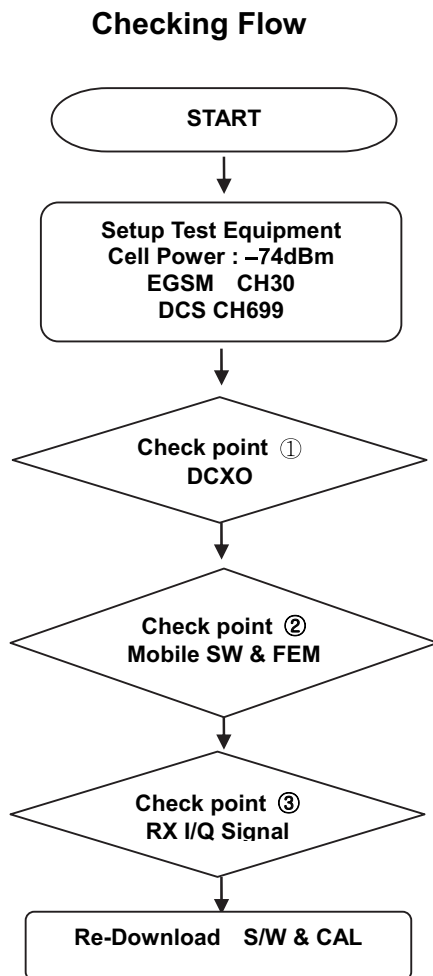 Checking Flow
START
Setup Test Equipment
Cell Power : –74dBm
EGSM CH30
DCS CH699
Check point ①
DCXO
Check point ②
Mobile SW & FEM
Check point ③
RX I/Q Signal
Re-Download S/W & CAL